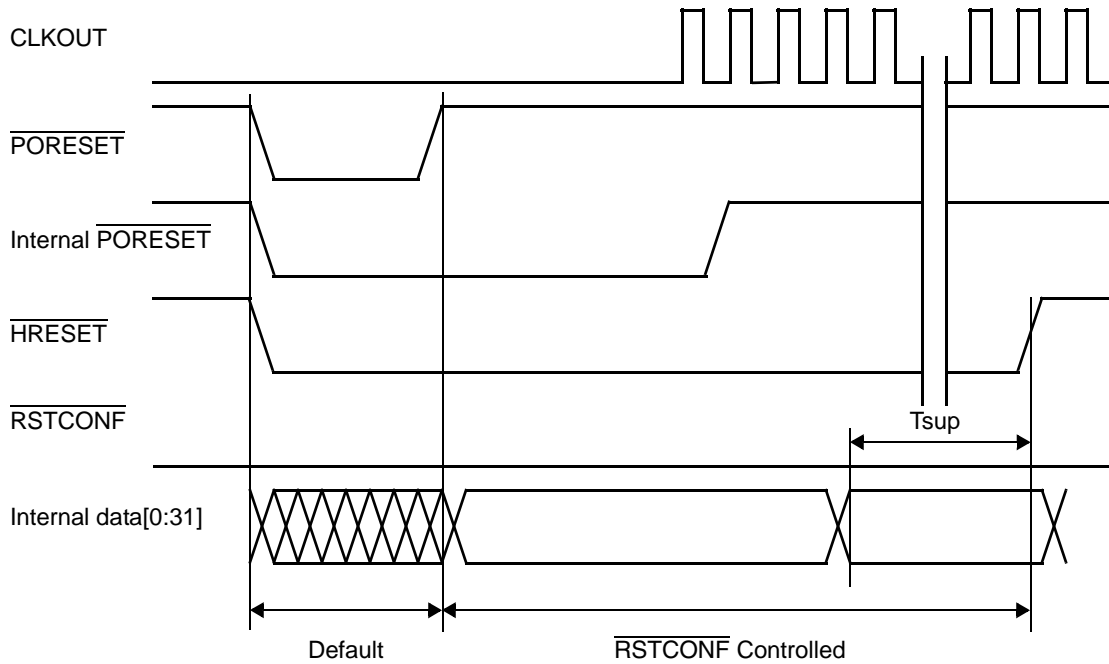 CLKOUT
PORESET
Internal PORESET
HRESET
RSTCONF
Tsup
Internal data[0:31]
Default
RSTCONF Controlled